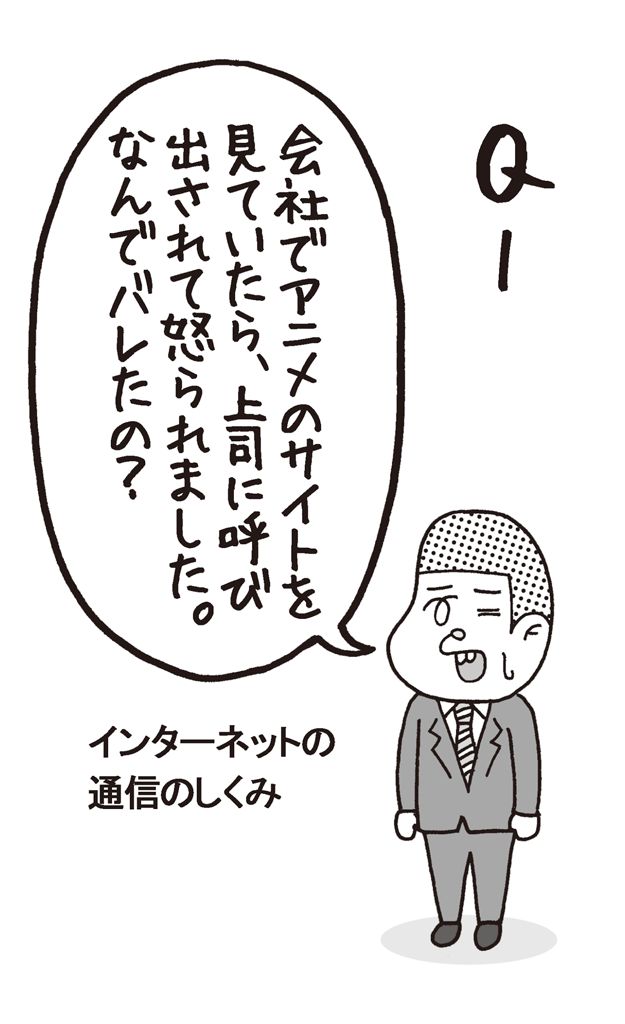 Q1
会社でアニメのサイトを
見ていたら、上司に呼び
出されて怒られました。
なんでバレたの？
インターネットの
通信のしくみ